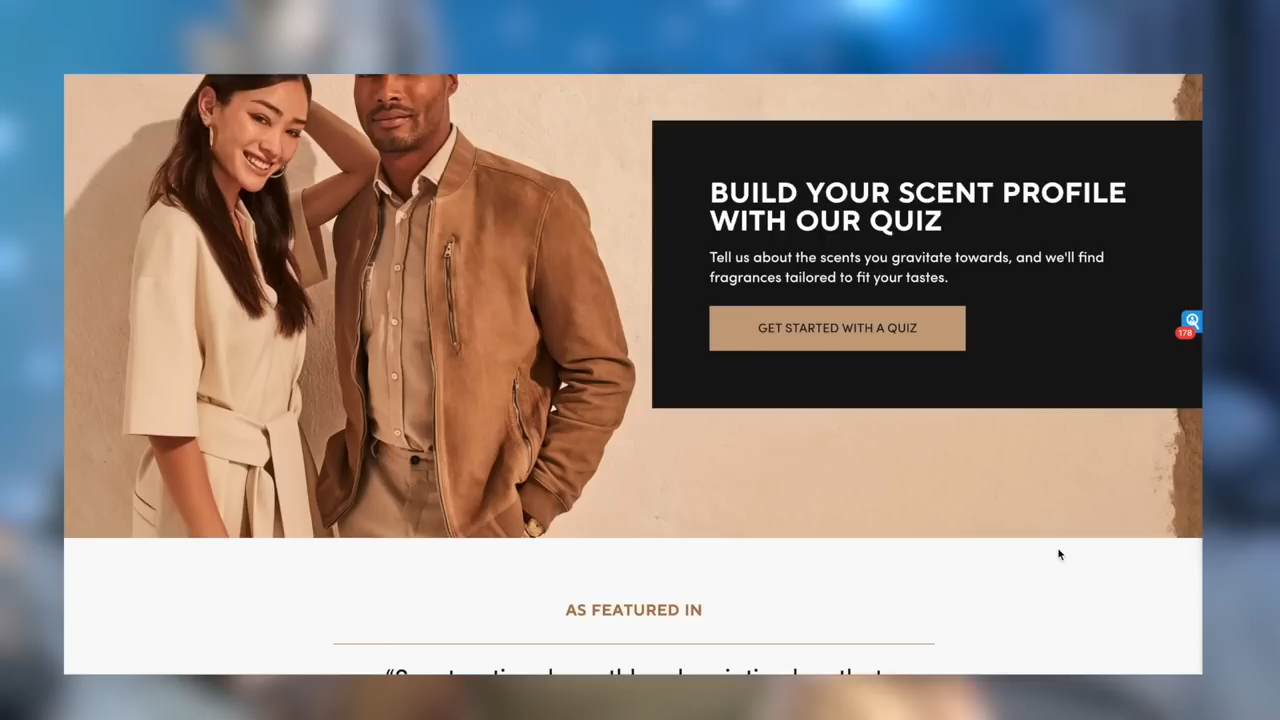 BUILD YOUR SCENT PROFILE
WITH OUR QUIZ
Tell us about the scents you gravitate towards, and we'll find
fragrances tailored to fit your tastes.
GET STARTED WITH A QUIZ
178
AS FEATURED IN